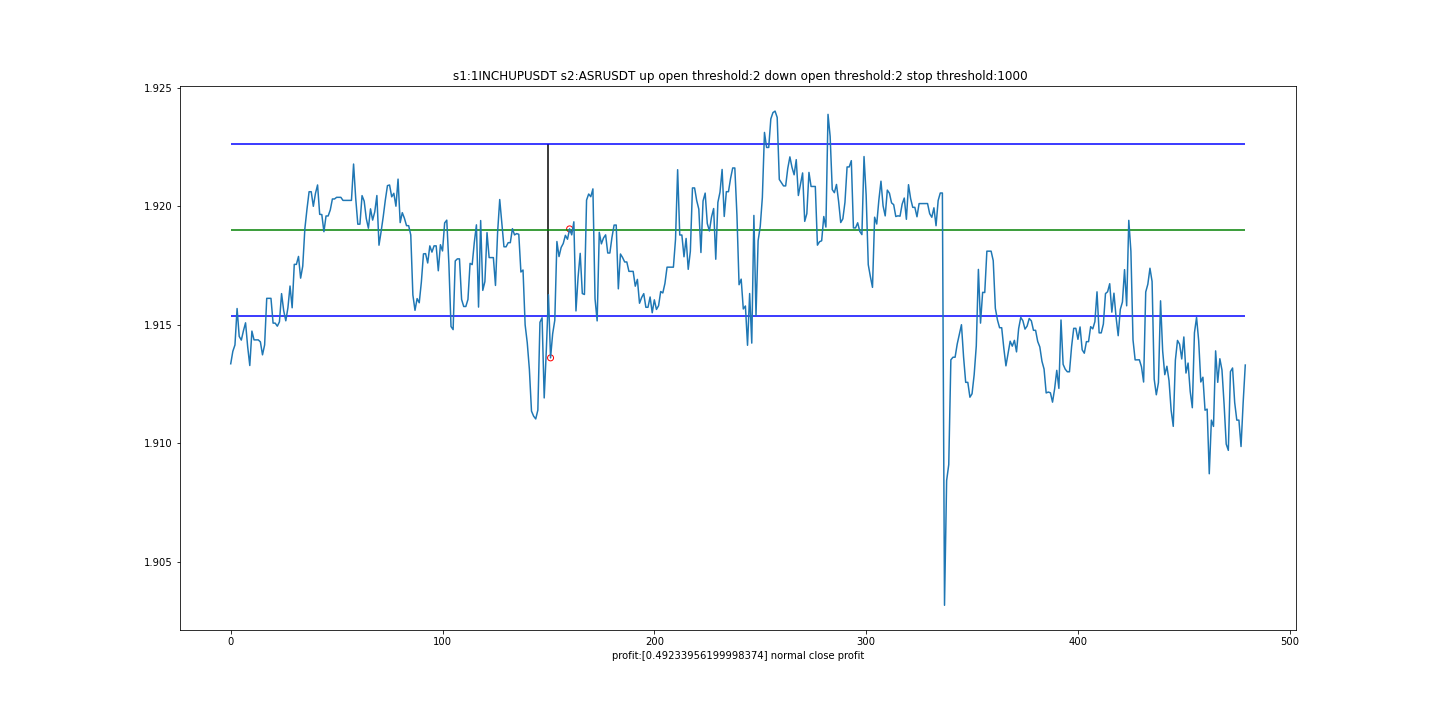 s1:1INCHUPUSDT s2:ASRUSDT up open threshold:2 down open threshold:2 stop threshold:1000
1.925
1.920
1.915
1.910
1.905
0 100 200 300 400 500
profit:[0.49233956199998374] normal close profit